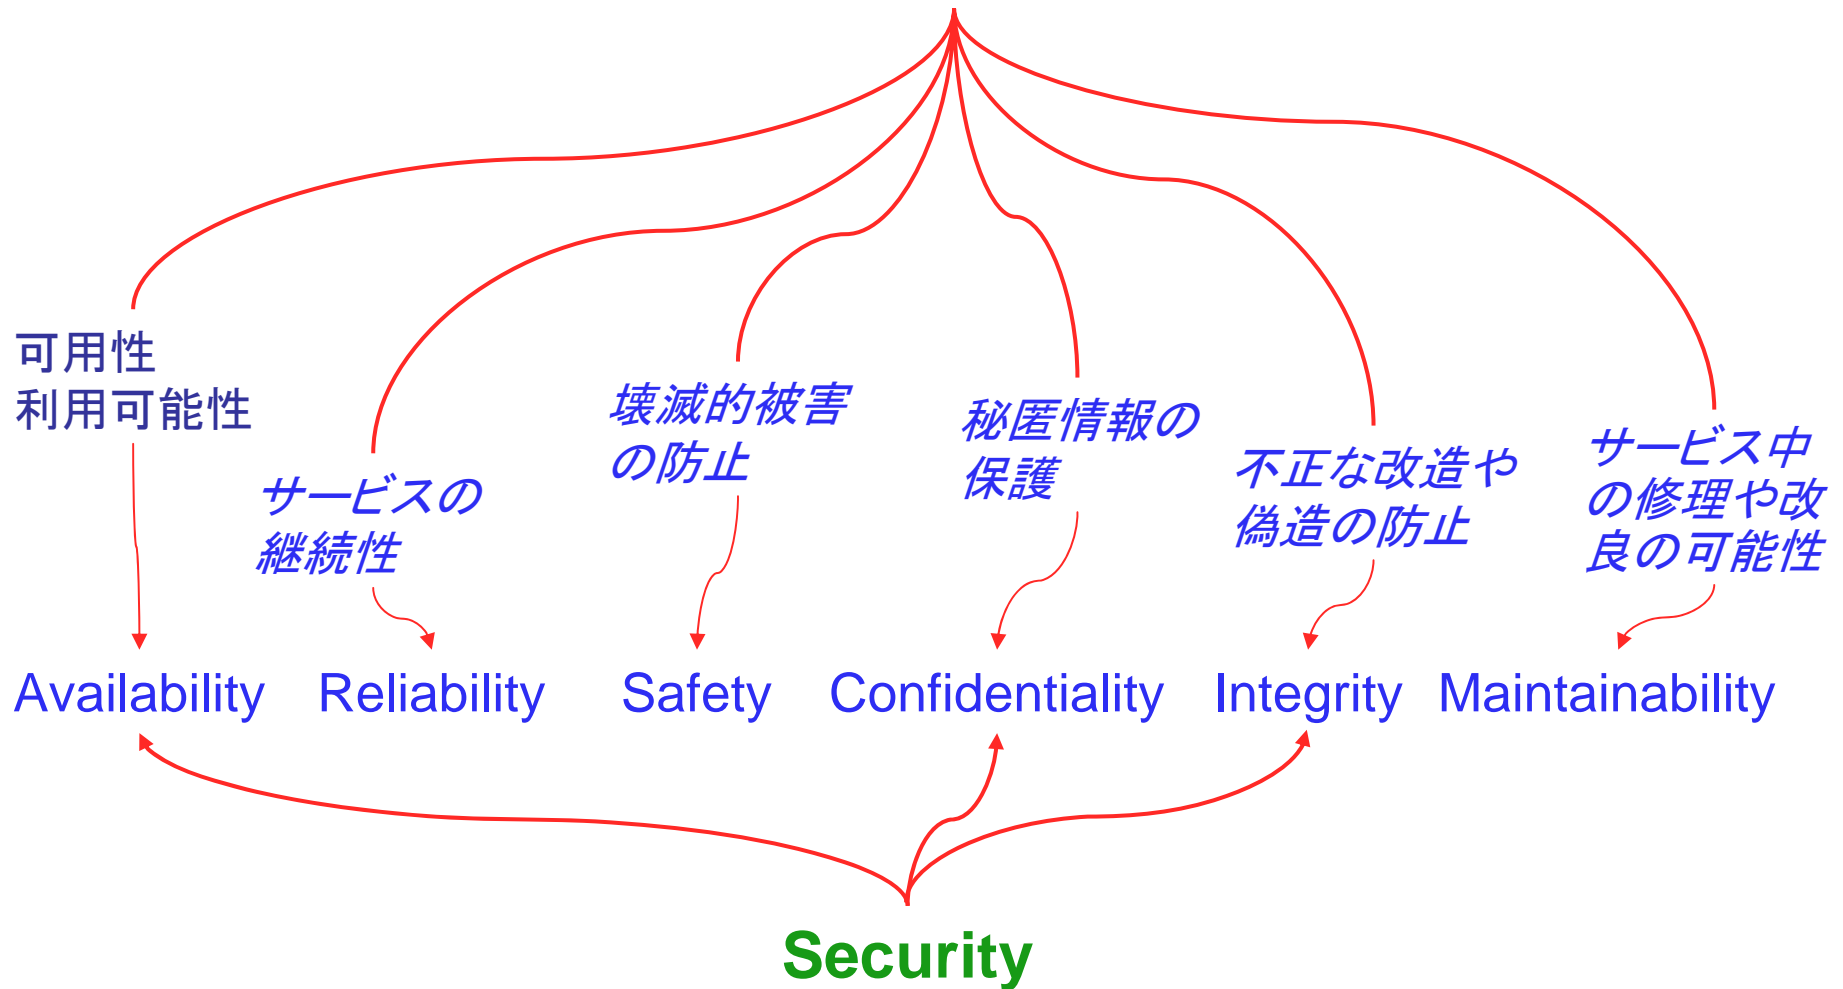 可用性
利用可能性
サービスの
継続性
壊滅的被害
の防止
秘匿情報の
保護
不正な改造や
偽造の防止
サービス中
の修理や改
良の可能性
Availability
Reliability
Safety
Confidentiality
Integrity
Maintainability
Security